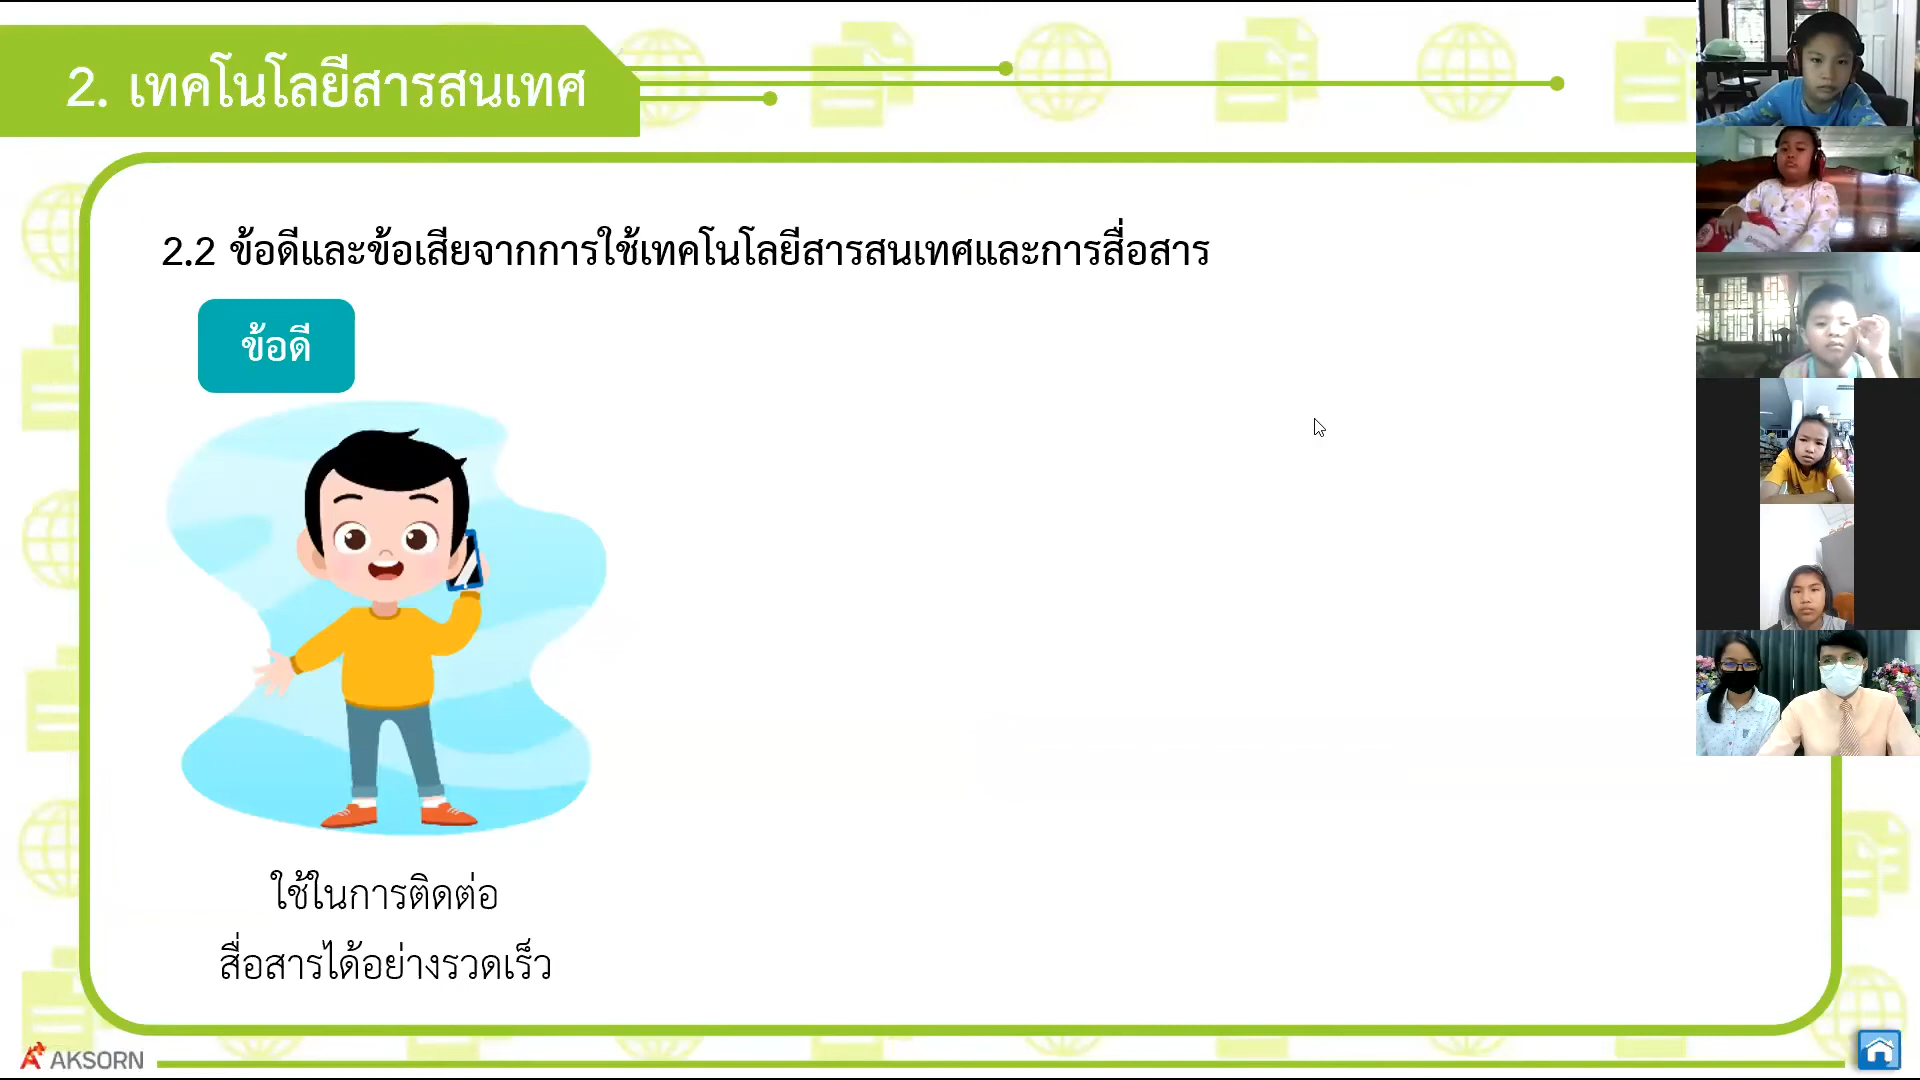 2. เทคโนโลยีสารสนเทศ
2.2 ข้อดีและข้อเสียจากการใช้เทคโนโลยีสารสนเทศและการสื่อสาร
ข้อดี
ใช้ในการติดต่อ
สื่อสารได้อย่างรวดเร็ว
AKSORN